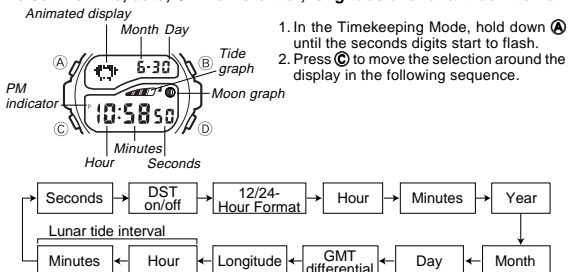 Animated display
Month Day
Tide
graph
Moon graph
PM
indicator
A
B
C
D
6-30
P
10:58 50
Hour
Minutes
Seconds
1. In the Timekeeping Mode, hold down Ⓐ
until the seconds digits start to flash.
2. Press Ⓒ to move the selection around the
display in the following sequence.
Seconds
DST
on/off
12/24-
Hour Format
Hour
Minutes
Year
Lunar tide interval
Minutes
Hour
Longitude
GMT
differential
Day
Month